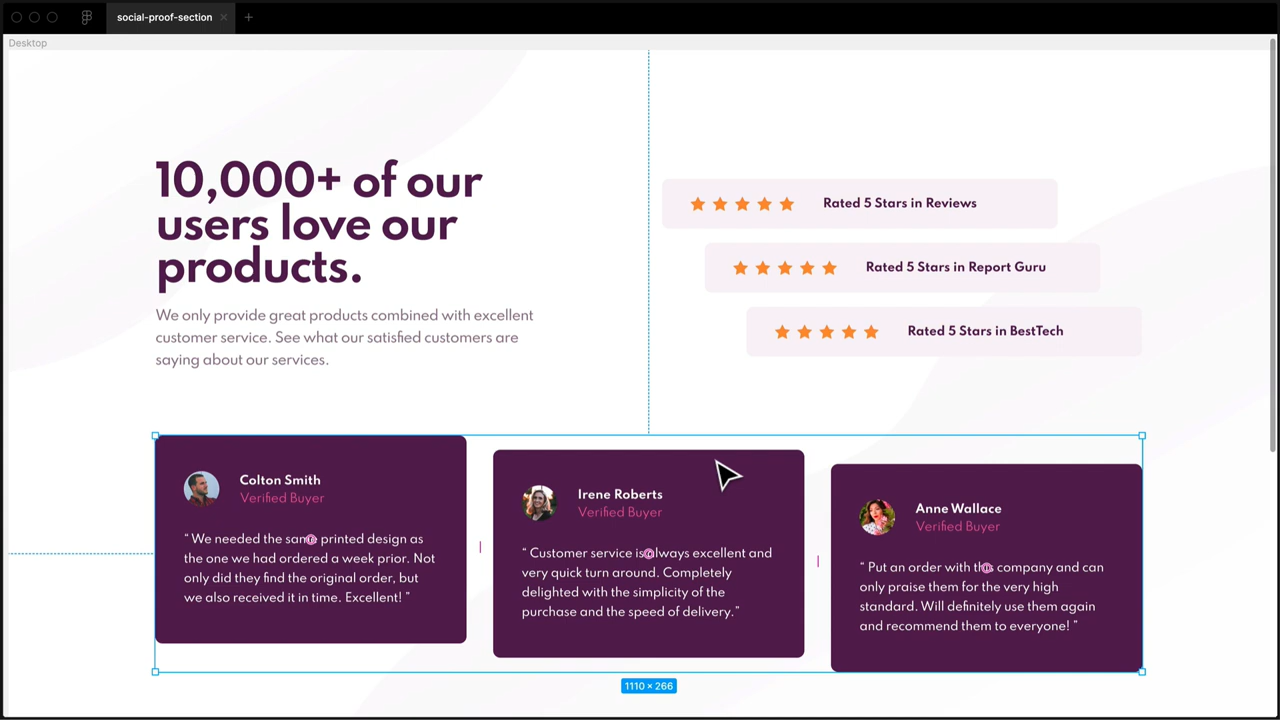 social-proof-section
Desktop
10,000+ of our
users love our
products.
We only provide great products combined with excellent
customer service. See what our satisfied customers are
saying about our services.
Rated 5 Stars in Reviews
Rated 5 Stars in Report Guru
Rated 5 Stars in BestTech
Colton Smith
Verified Buyer
“ We needed the same printed design as
the one we had ordered a week prior. Not
only did they find the original order, but
we also received it in time. Excellent! ”
Irene Roberts
Verified Buyer
“ Customer service is always excellent and
very quick turn around. Completely
delighted with the simplicity of the
purchase and the speed of delivery.”
Anne Wallace
Verified Buyer
“ Put an order with this company and can
only praise them for the very high
standard. Will definitely use them again
and recommend them to everyone! ”
1110 × 266